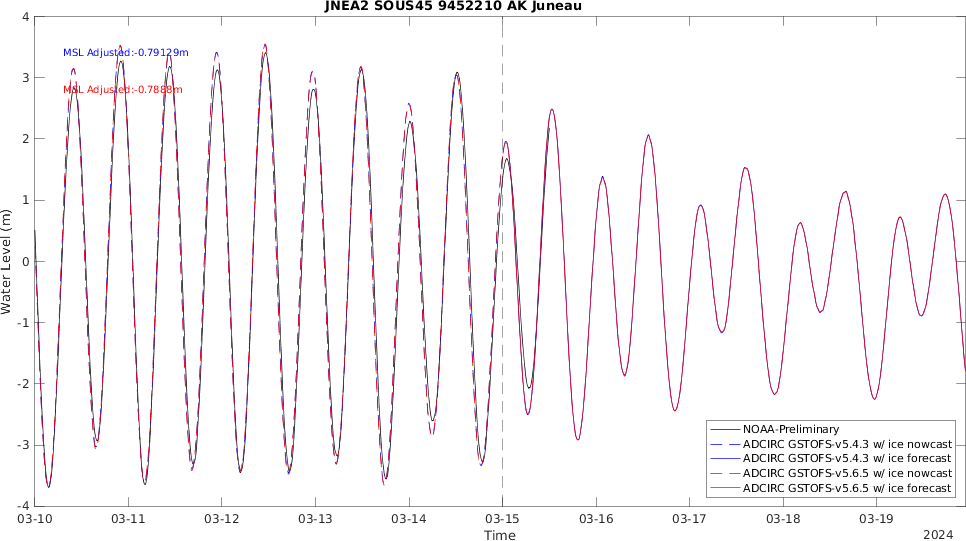 JNEA2 SOUS45 9452210 AK Juneau
MSL Adjusted:-0.79129m
MSL Adjusted:-0.7888m
Water Level (m)
4
3
2
1
0
-1
-2
-3
-4
NOAA-Preliminary
ADCIRC GSTOFS-v5.4.3 w/ ice nowcast
ADCIRC GSTOFS-v5.4.3 w/ ice forecast
ADCIRC GSTOFS-v5.6.5 w/ ice nowcast
ADCIRC GSTOFS-v5.6.5 w/ ice forecast
03-10 03-11 03-12 03-13 03-14 03-15 03-16 03-17 03-18 03-19
Time
2024